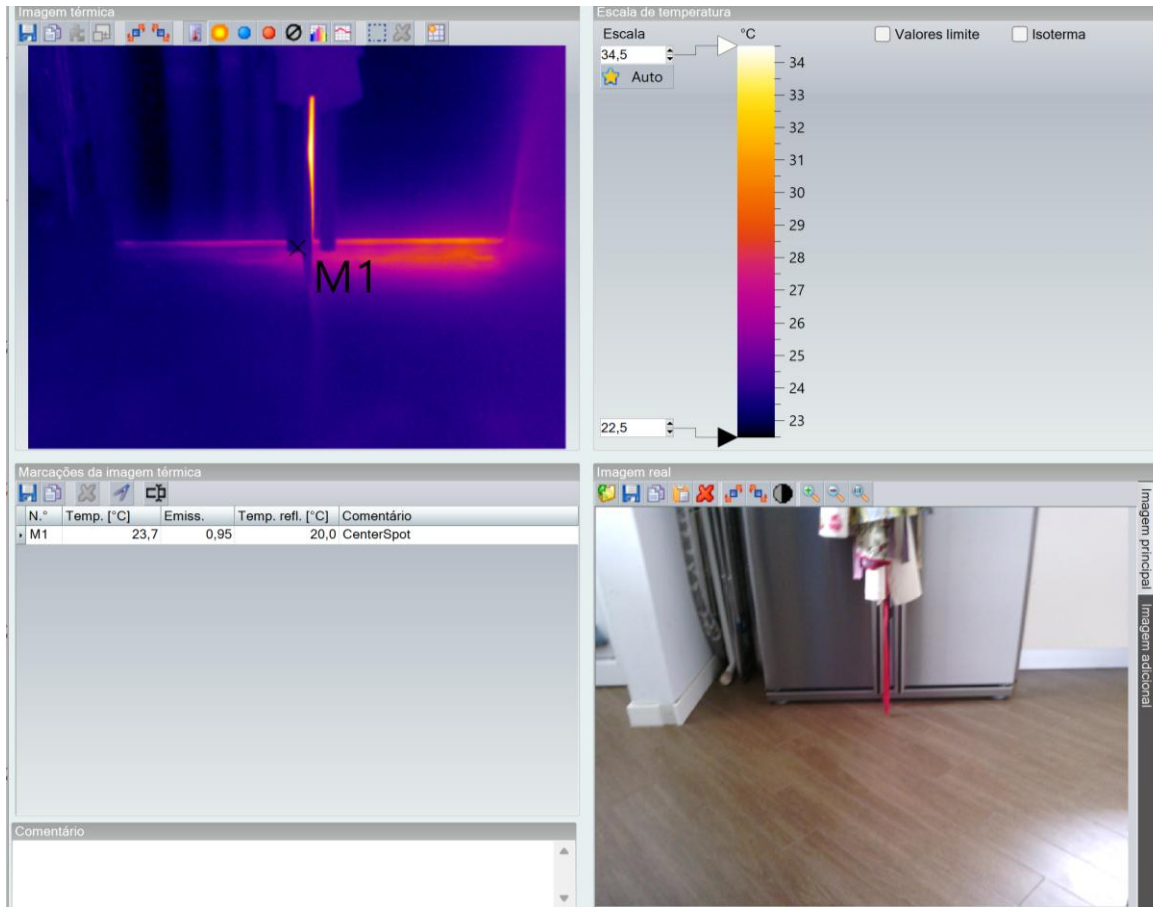 Imagem térmica
M1
Escala de temperatura
Escala
°C
Valores limite
Isoterma
34,5
Auto
34
33
32
31
30
29
28
27
26
25
24
23
22,5
Marcações da imagem térmica
N.° Temp. [°C] Emiss. Temp. refl. [°C] Comentário
M1 23,7 0,95 20,0 CenterSpot
Comentário
Imagem real
Imagem principal
Imagem adicional